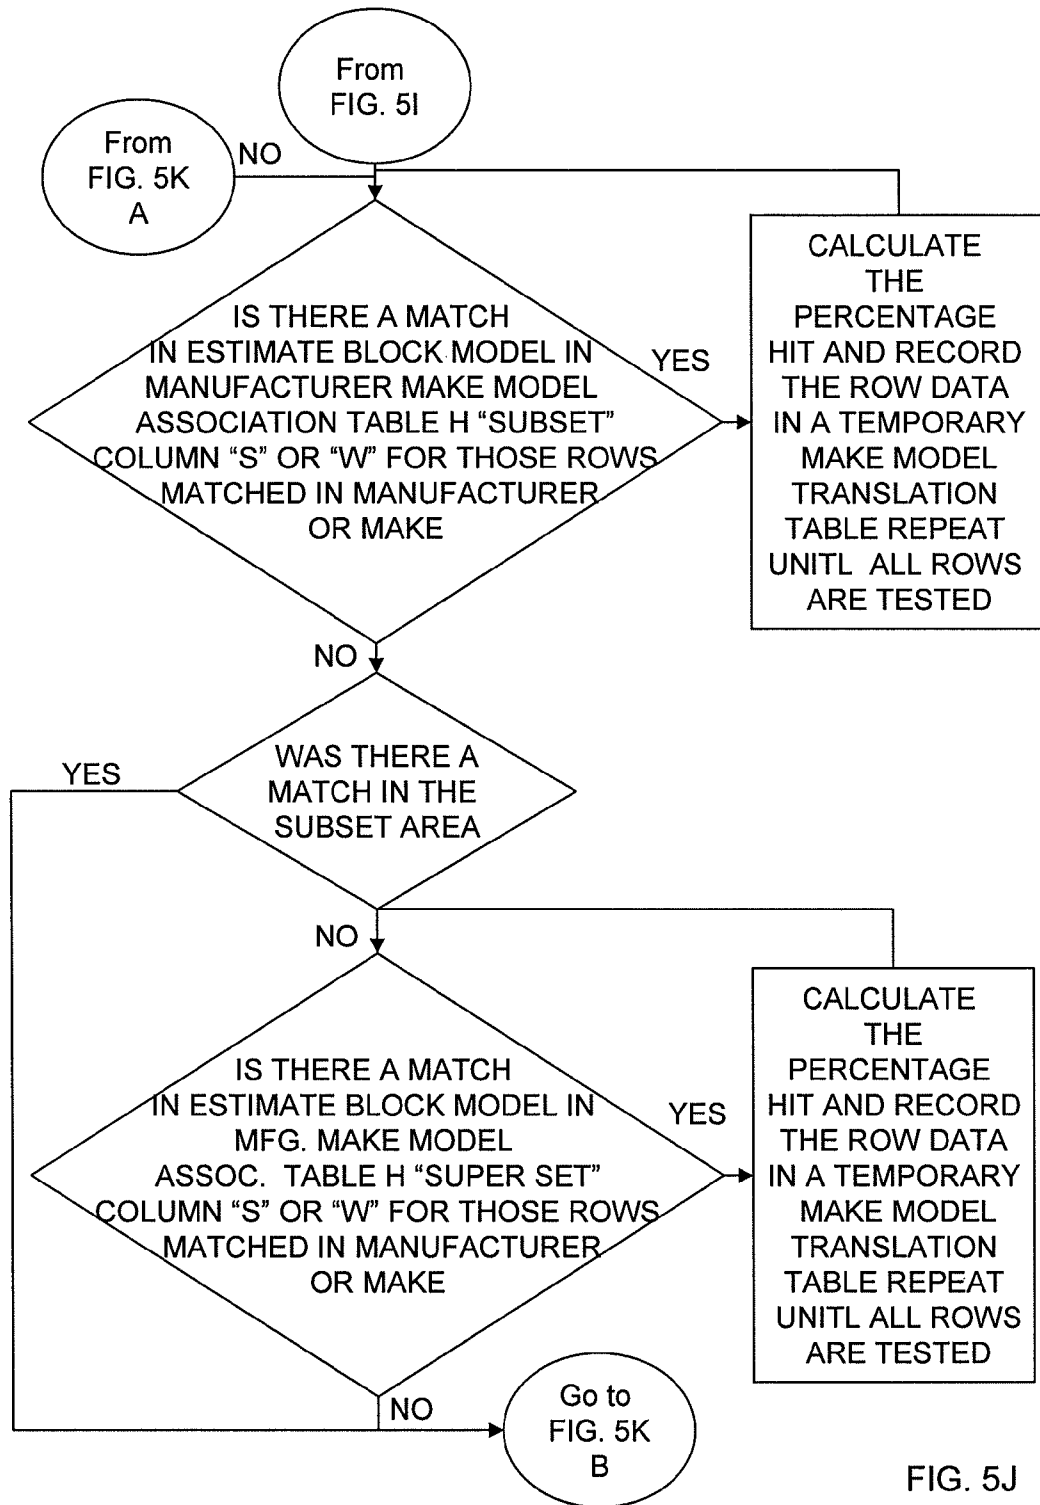 From
FIG. 5I
From
FIG. 5K
A
NO
IS THERE A MATCH
IN ESTIMATE BLOCK MODEL IN
MANUFACTURER MAKE MODEL
ASSOCIATION TABLE H “SUBSET”
COLUMN “S” OR “W” FOR THOSE ROWS
MATCHED IN MANUFACTURER
OR MAKE
YES
CALCULATE
THE
PERCENTAGE
HIT AND RECORD
THE ROW DATA
IN A TEMPORARY
MAKE MODEL
TRANSLATION
TABLE REPEAT
UNITL ALL ROWS
ARE TESTED
NO
WAS THERE A
MATCH IN THE
SUBSET AREA
YES
NO
IS THERE A MATCH
IN ESTIMATE BLOCK MODEL IN
MFG. MAKE MODEL
ASSOC. TABLE H “SUPER SET”
COLUMN “S” OR “W” FOR THOSE ROWS
MATCHED IN MANUFACTURER
OR MAKE
YES
CALCULATE
THE
PERCENTAGE
HIT AND RECORD
THE ROW DATA
IN A TEMPORARY
MAKE MODEL
TRANSLATION
TABLE REPEAT
UNITL ALL ROWS
ARE TESTED
NO
Go to
FIG. 5K
B
FIG. 5J